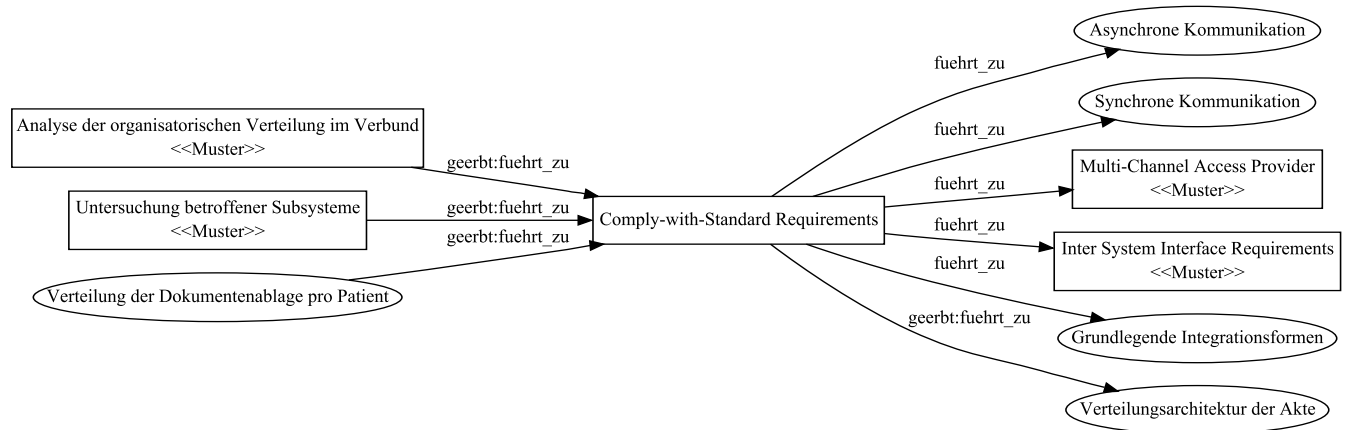 Asynchrone Kommunikation
fuehrt_zu
Synchrone Kommunikation
Analyse der organisatorischen Verteilung im Verbund
<<Muster>>
fuehrt_zu
geerbt:fuehrt_zu
Multi-Channel Access Provider
<<Muster>>
fuehrt_zu
Untersuchung betroffener Subsysteme
<<Muster>>
geerbt:fuehrt_zu
Comply-with-Standard Requirements
fuehrt_zu
geerbt:fuehrt_zu
Inter System Interface Requirements
<<Muster>>
fuehrt_zu
Verteilung der Dokumentenablage pro Patient
geerbt:fuehrt_zu
Grundlegende Integrationsformen
Verteilungsarchitektur der Akte